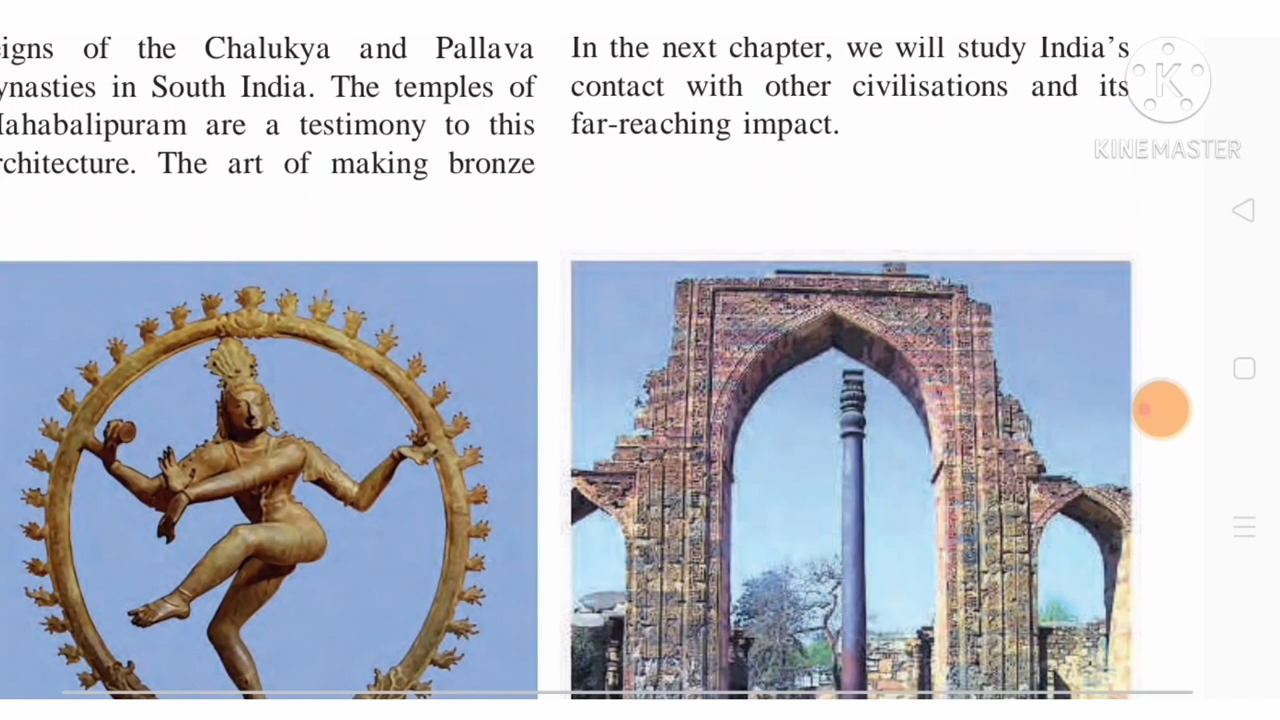 eigns of the Chalukya and Pallava
ynasties in South India. The temples of
ahabalipuram are a testimony to this
rchitecture. The art of making bronze
In the next chapter, we will study India's
contact with other civilisations and its
far-reaching impact.
K
KINEMASTER